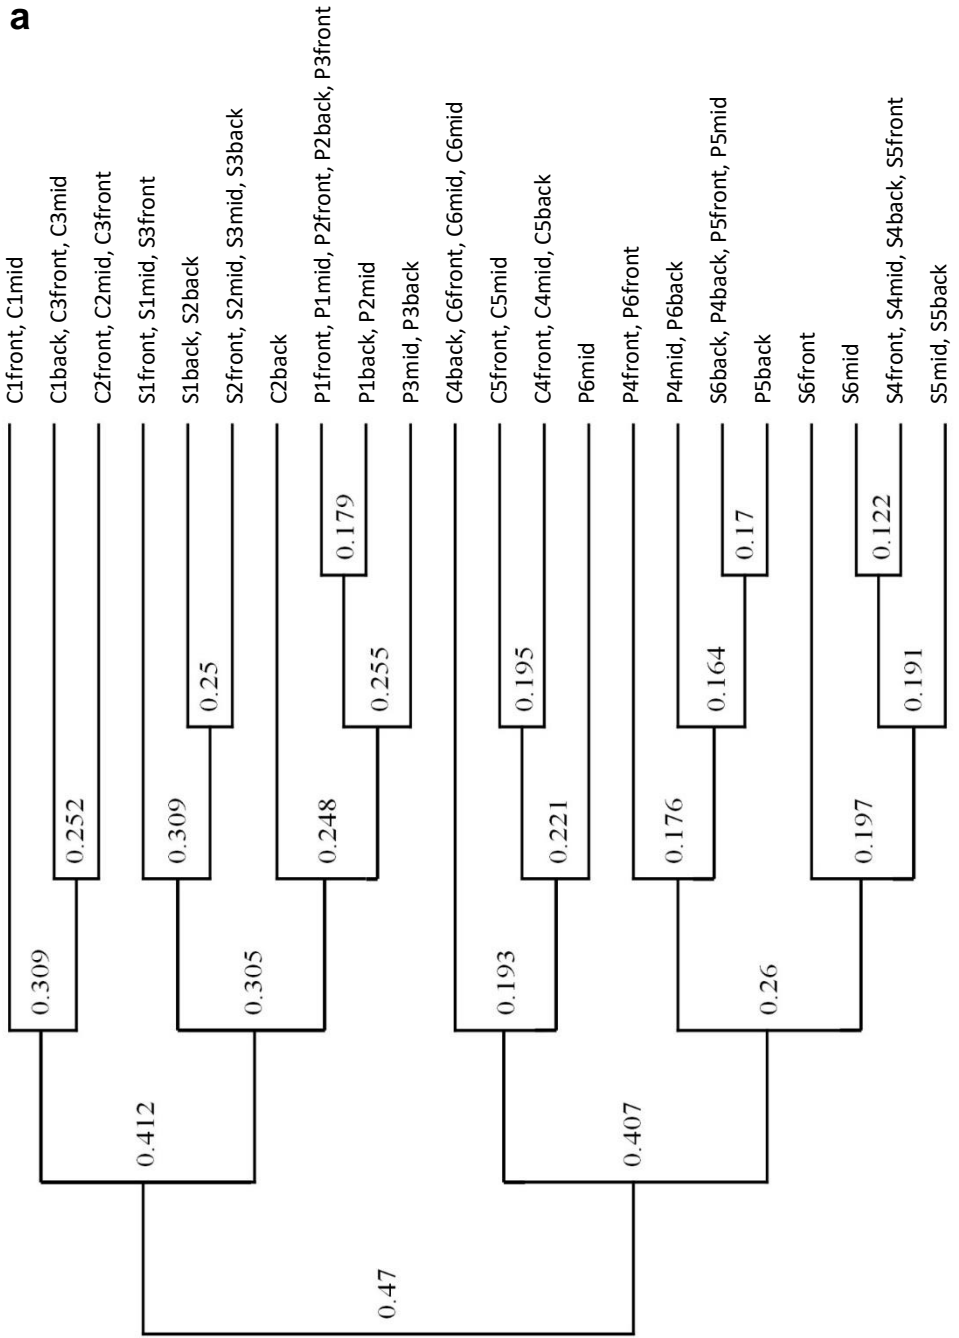 a
C1front, C1mid
C1back, C3front, C3mid
C2front, C2mid, C3front
S1front, S1mid, S3front
S1back, S2back
S2front, S2mid, S3mid, S3back
C2back
P1front, P1mid, P2front, P2back, P3front
P1back, P2mid
P3mid, P3back
C4back, C6front, C6mid, C6mid
C5front, C5mid
C4front, C4mid, C5back
P6mid
P4front, P6front
P4mid, P6back
S6back, P4back, P5front, P5mid
P5back
S6front
S6mid
S4front, S4mid, S4back, S5front
S5mid, S5back
0.179
0.17
0.122
0.25
0.255
0.195
0.164
0.191
0.252
0.309
0.248
0.221
0.176
0.197
0.309
0.305
0.193
0.26
0.412
0.407
0.47